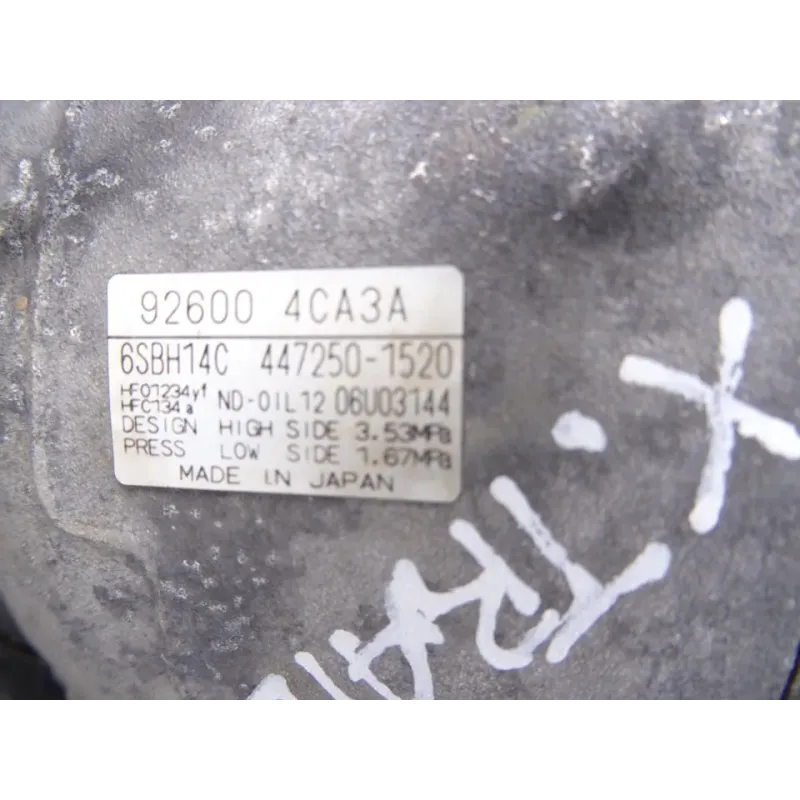 92600 4CA3A
6SBH14C 447250-1520
HFO1234yf
HFC134a ND-OIL12 06U03144
DESIGN HIGH SIDE 3.53MPa
PRESS LOW SIDE 1.67MPa
MADE IN JAPAN
X-TRAIL